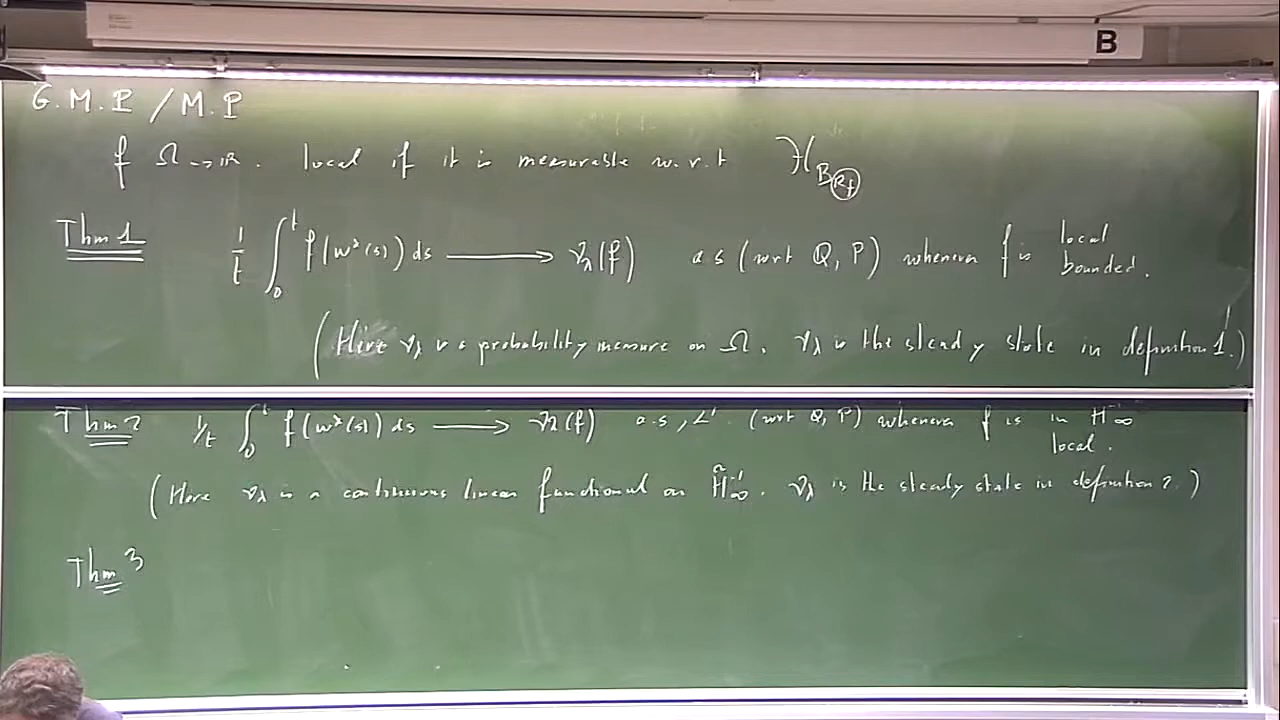 B
G.M.P / M.P
f Ω → ℝ. local if it is measurable w.r.t ℋ_{B_{R_f}}
Thm 1 1/t ∫_0^t f(ω^λ(s)) ds ⟶ ν_λ(f) a s (wrt Q, P) whenever f is local bounded.
(Here ν_λ is a probability measure on Ω. ν_λ is the steady state in definition 1.)
Thm 2 1/t ∫_0^t f(ω^λ(s)) ds ⟶ ν_λ(f) a.s, L^1. (wrt Q, P) whenever f is in H̃^{-1}_∞ local.
(Here ν_λ is a continuous linear functional on H̃^{-1}_∞. ν_λ is the steady state in definition 2.)
Thm 3